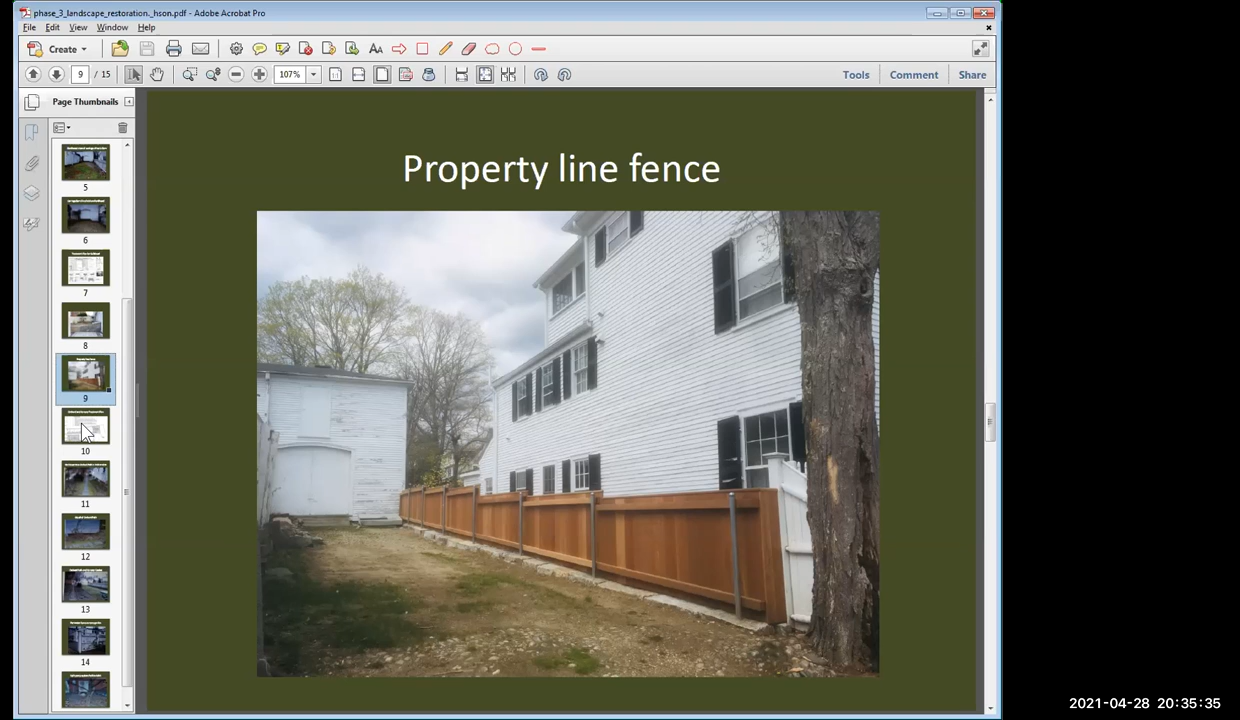 phase_3_landscape_restoration._hson.pdf - Adobe Acrobat Pro
File Edit View Window Help
Create
9 / 15 107% Tools Comment Share
Page Thumbnails
5
6
7
8
9
10
11
12
13
14
Property line fence
2021-04-28 20:35:35